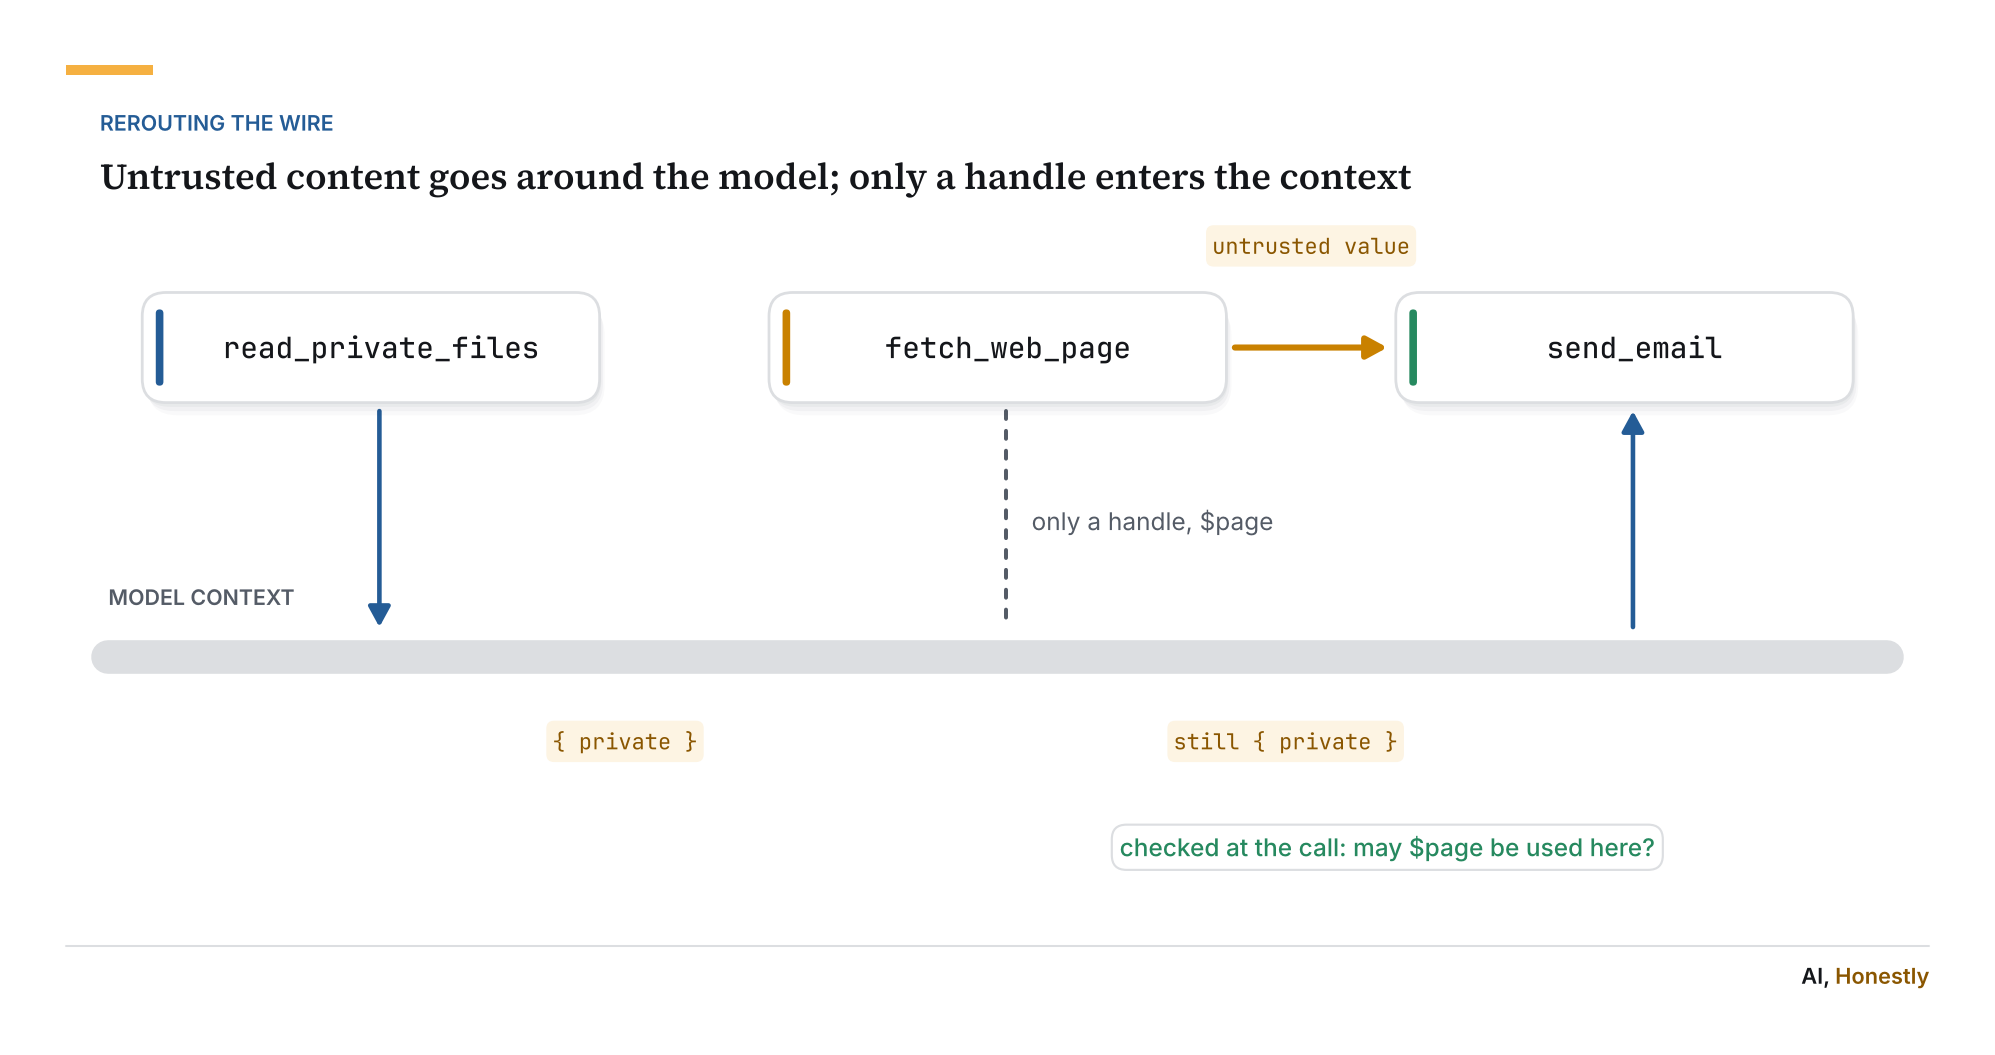 REROUTING THE WIRE
Untrusted content goes around the model; only a handle enters the context
untrusted value
read_private_files
fetch_web_page
send_email
only a handle, $page
MODEL CONTEXT
{ private }
still { private }
checked at the call: may $page be used here?
AI, Honestly